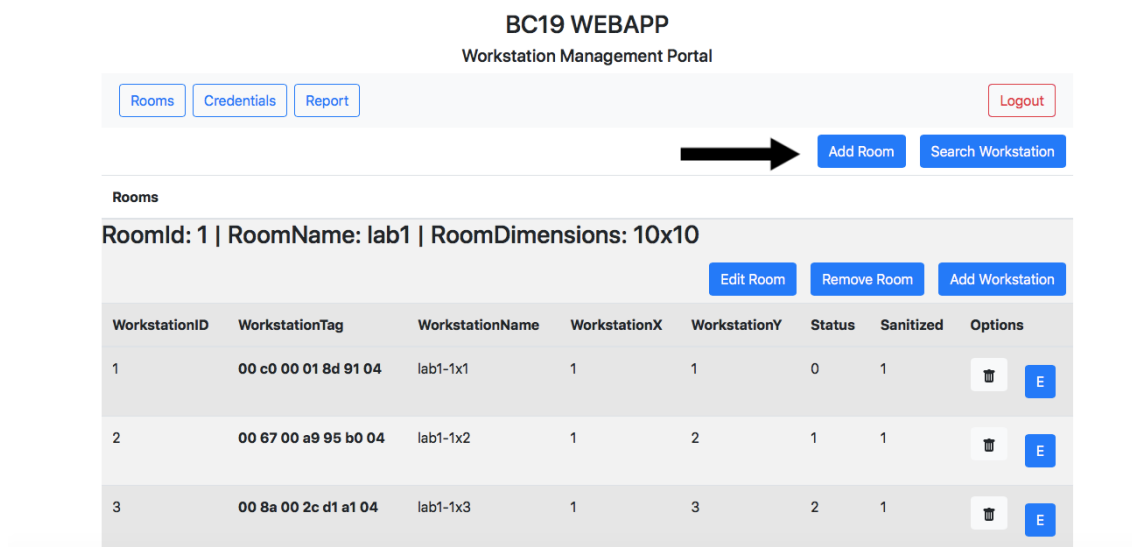 BC19 WEBAPP
Workstation Management Portal
Rooms Credentials Report Logout
Add Room Search Workstation
Rooms
RoomId: 1 | RoomName: lab1 | RoomDimensions: 10x10
Edit Room Remove Room Add Workstation
WorkstationID WorkstationTag WorkstationName WorkstationX WorkstationY Status Sanitized Options
1 00 c0 00 01 8d 91 04 lab1-1x1 1 1 0 1 E
2 00 67 00 a9 95 b0 04 lab1-1x2 1 2 1 1 E
3 00 8a 00 2c d1 a1 04 lab1-1x3 1 3 2 1 E